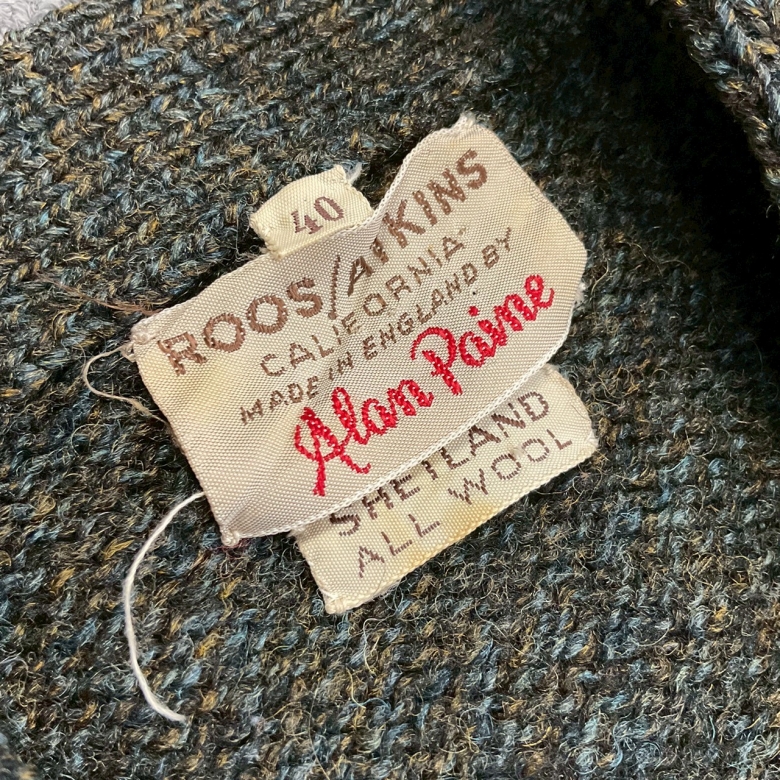 40
ROOS/ATKINS
CALIFORNIA
MADE IN ENGLAND BY
Alan Paine
SHETLAND
ALL WOOL